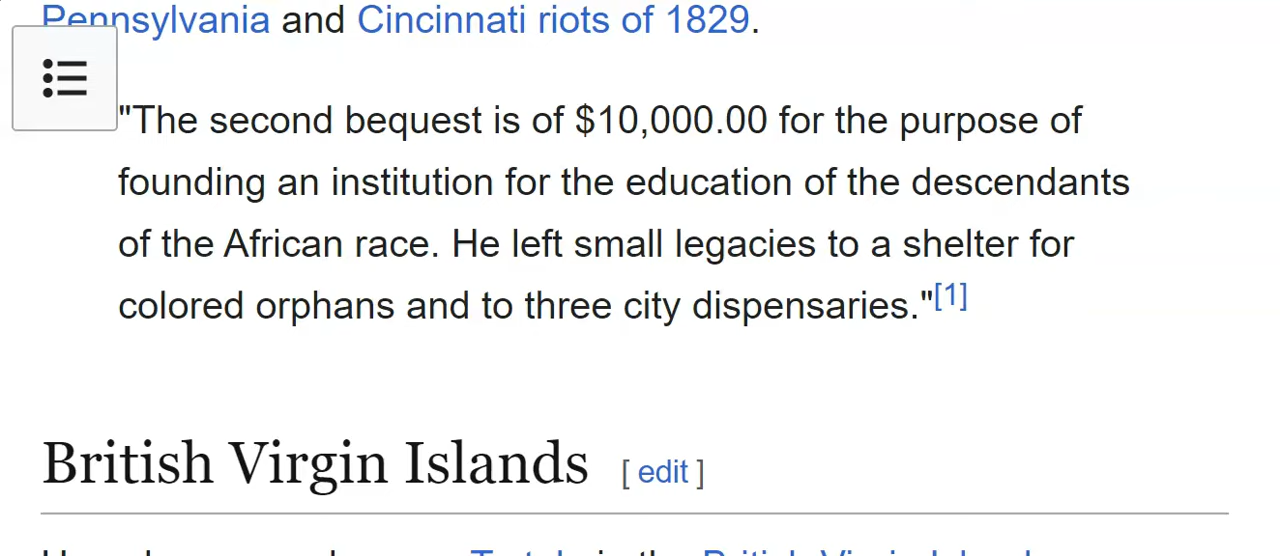 Pennsylvania and Cincinnati riots of 1829.
"The second bequest is of $10,000.00 for the purpose of
founding an institution for the education of the descendants
of the African race. He left small legacies to a shelter for
colored orphans and to three city dispensaries."[1]
British Virgin Islands [ edit ]